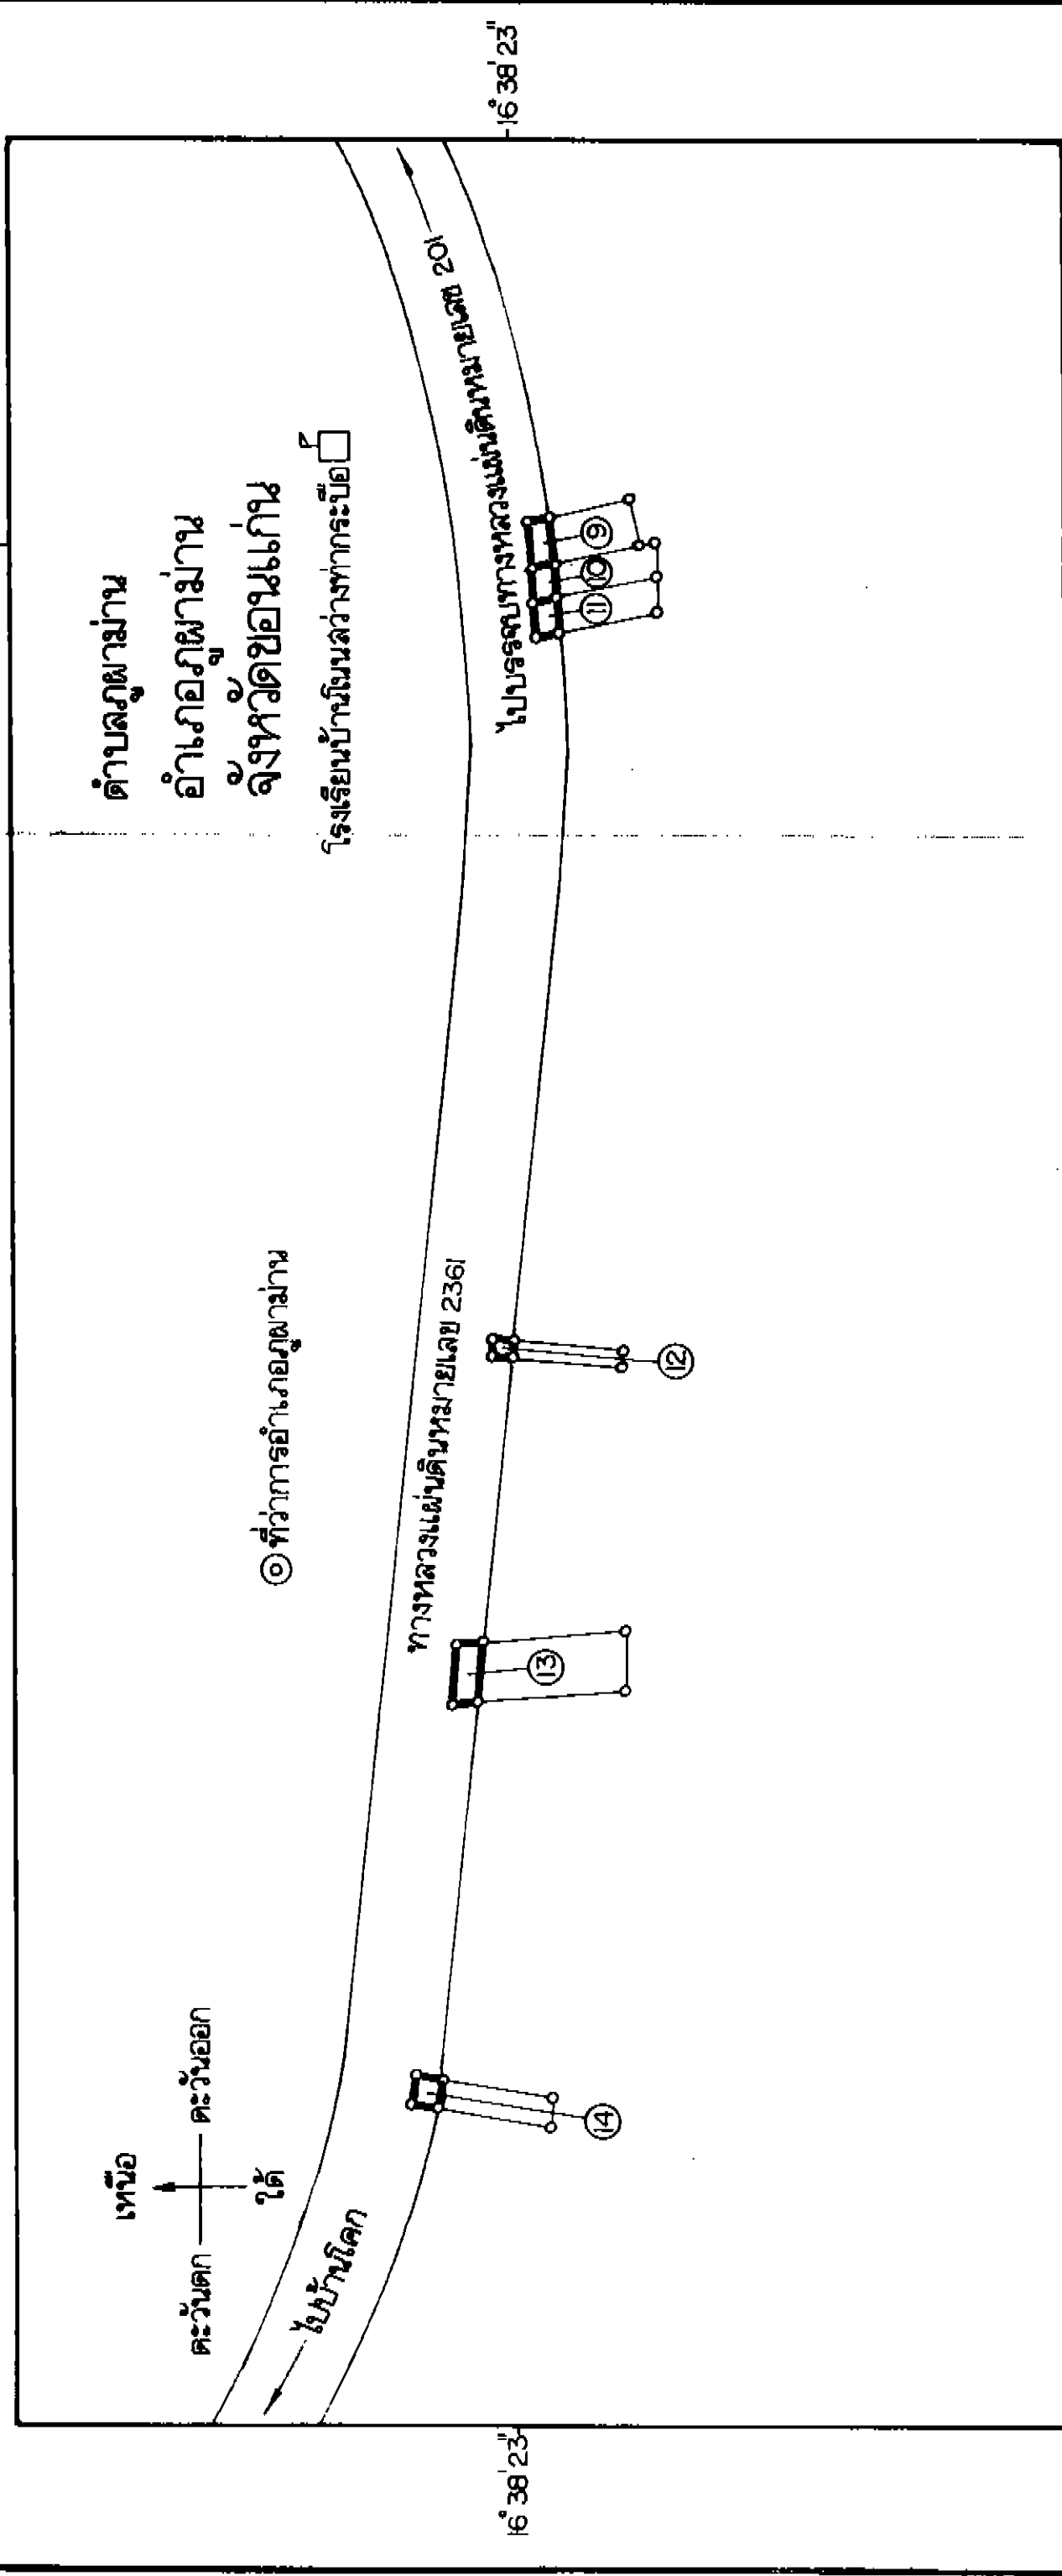 เหนือ
ตะวันตก
ตะวันออก
ใต้
ตำบลภูผาม่าน
อำเภอภูผาม่าน
จังหวัดขอนแก่น
โรงเรียนบ้านโนนสว่างท่ากระบือ
ที่ว่าการอำเภอภูผาม่าน
ไปบ้านโคก
ทางหลวงแผ่นดินหมายเลข 2361
ไปบรรจบทางหลวงแผ่นดินหมายเลข 201
16°38'23"
16°38'23"
14
13
12
11
10
9